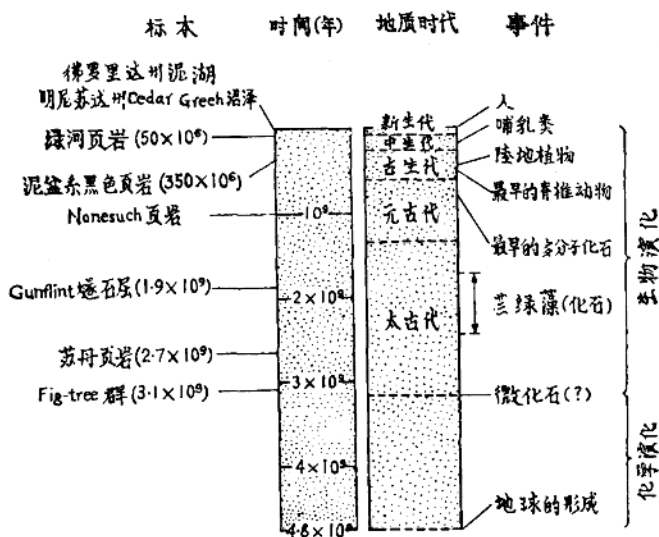 标本 时间(年) 地质时代 事件
佛罗里达州泥湖
明尼苏达州Cedar Greeh沼泽
绿河页岩(50×10⁶)
泥盆系黑色页岩(350×10⁶)
Nonesuch页岩
Gunflint燧石层(1.9×10⁹)
苏丹页岩(2.7×10⁹)
Fig-tree群(3.1×10⁹)
10⁹
2×10⁹
3×10⁹
4×10⁹
4.8×10⁹
新生代
中生代
古生代
元古代
太古代
人
哺乳类
陆地植物
最早的脊椎动物
最早的多分子化石
兰绿藻(化石)
微化石(?)
地球的形成
生物演化
化学演化